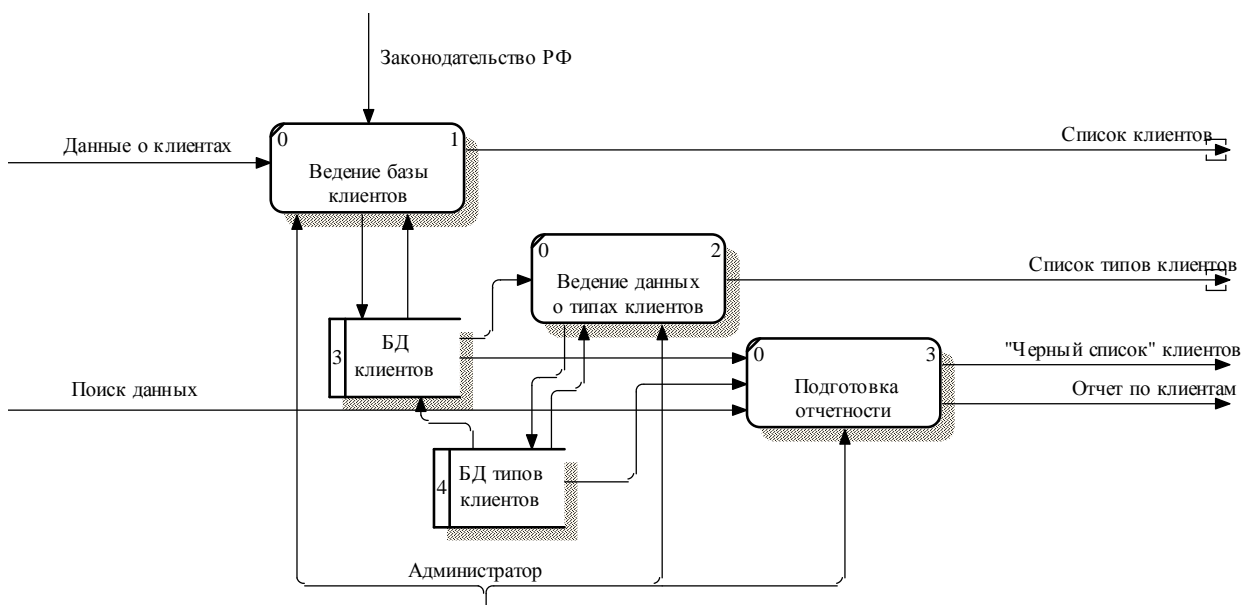 Законодательство РФ
Данные о клиентах
0 1
Ведение базы
клиентов
Список клиентов
0 2
Ведение данных
о типах клиентов
Список типов клиентов
3
БД
клиентов
0 3
Подготовка
отчетности
"Черный список" клиентов
Отчет по клиентам
Поиск данных
4
БД типов
клиентов
Администратор